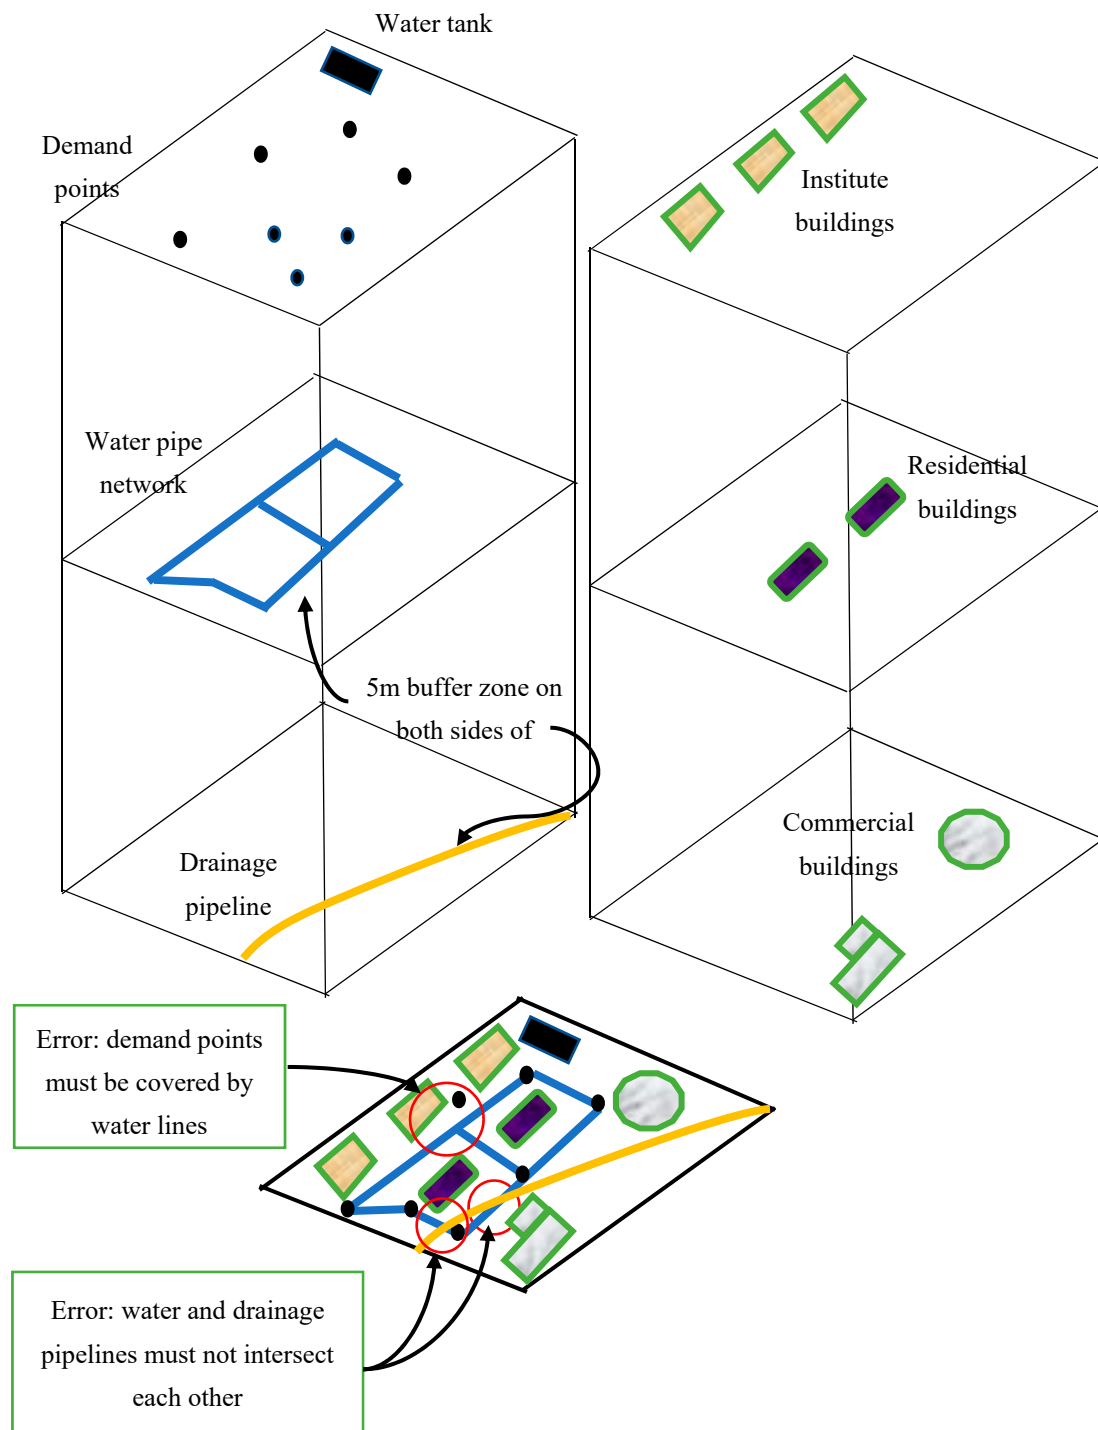 Water tank
Demand
points
Institute
buildings
Water pipe
network
Residential
buildings
5m buffer zone on
both sides of
Commercial
buildings
Drainage
pipeline
Error: demand points
must be covered by
water lines
Error: water and drainage
pipelines must not intersect
each other